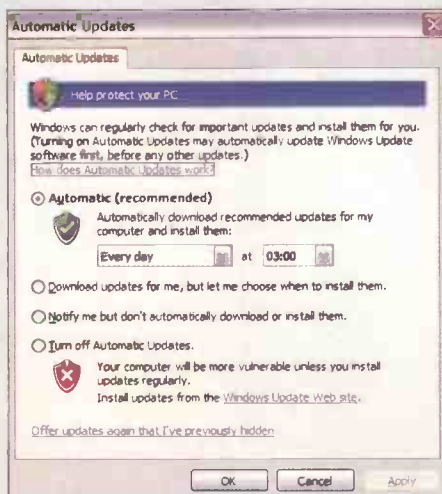 Automatic Updates
Automatic Updates
Help protect your PC
Windows can regularly check for important updates and install them for you.
(Turning on Automatic Updates may automatically update Windows Update
software first, before any other updates.)
How does Automatic Updates work?
Automatic (recommended)
Automatically download recommended updates for my
computer and install them:
Every day at 03:00
Download updates for me, but let me choose when to install them.
Notify me but don't automatically download or install them.
Turn off Automatic Updates.
Your computer will be more vulnerable unless you install
updates regularly.
Install updates from the Windows Update Web site.
Offer updates again that I've previously hidden
OK Cancel Apply